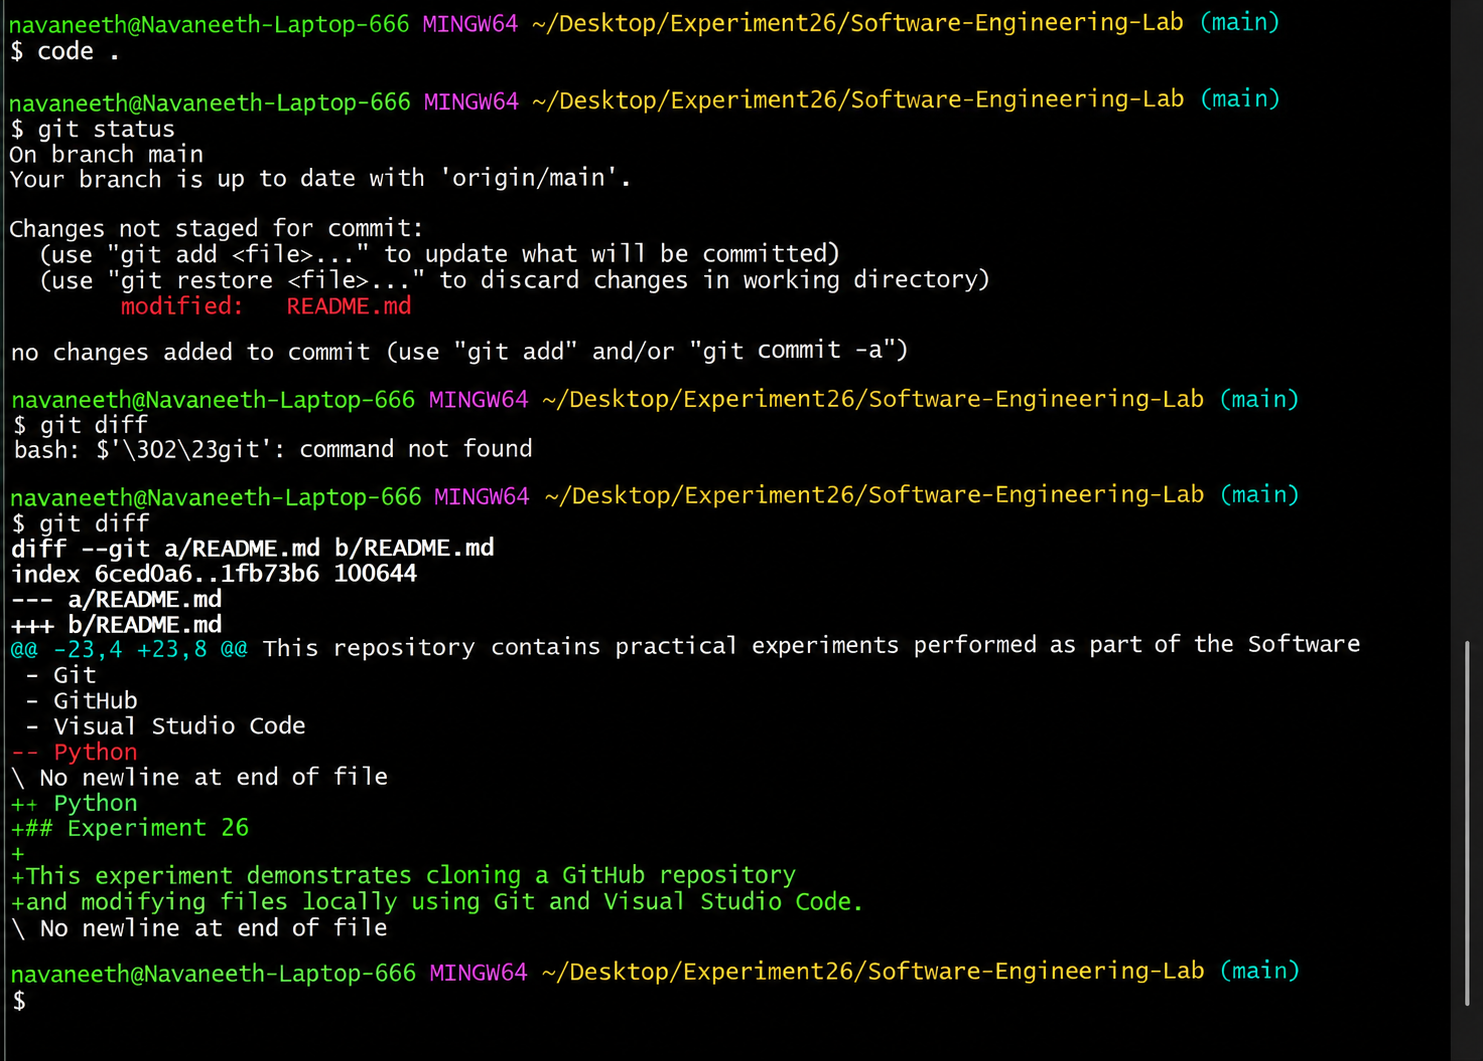 navaneeth@Navaneeth-Laptop-666 MINGW64 ~/Desktop/Experiment26/Software-Engineering-Lab (main)
$ code .
navaneeth@Navaneeth-Laptop-666 MINGW64 ~/Desktop/Experiment26/Software-Engineering-Lab (main)
$ git status
On branch main
Your branch is up to date with 'origin/main'.
Changes not staged for commit:
  (use "git add <file>..." to update what will be committed)
  (use "git restore <file>..." to discard changes in working directory)
        modified:   README.md
no changes added to commit (use "git add" and/or "git commit -a")
navaneeth@Navaneeth-Laptop-666 MINGW64 ~/Desktop/Experiment26/Software-Engineering-Lab (main)
$ git diff
bash: $'\302\23git': command not found
navaneeth@Navaneeth-Laptop-666 MINGW64 ~/Desktop/Experiment26/Software-Engineering-Lab (main)
$ git diff
diff --git a/README.md b/README.md
index 6ced0a6..1fb73b6 100644
--- a/README.md
+++ b/README.md
@@ -23,4 +23,8 @@ This repository contains practical experiments performed as part of the Software
 - Git
 - GitHub
 - Visual Studio Code
-- Python
\ No newline at end of file
++ Python
+## Experiment 26
+
+This experiment demonstrates cloning a GitHub repository
+and modifying files locally using Git and Visual Studio Code.
\ No newline at end of file
navaneeth@Navaneeth-Laptop-666 MINGW64 ~/Desktop/Experiment26/Software-Engineering-Lab (main)
$